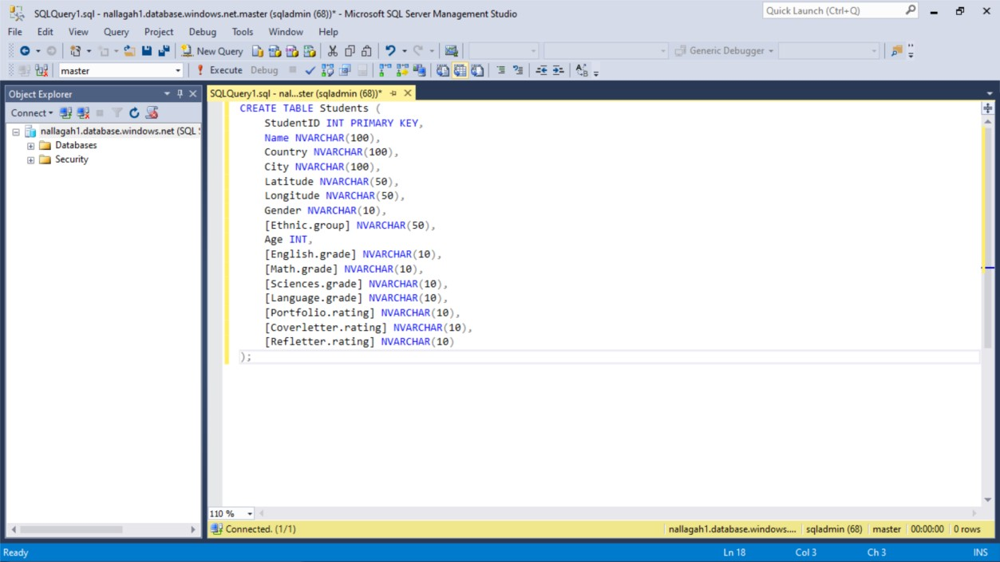 SQLQuery1.sql - nallagah1.database.windows.net.master (sqladmin (68))* - Microsoft SQL Server Management Studio
Quick Launch (Ctrl+Q)
File Edit View Query Project Debug Tools Window Help
New Query
Generic Debugger
master
Execute Debug
Object Explorer
SQLQuery1.sql - nal...ster (sqladmin (68))*
Connect
nallagah1.database.windows.net (SQL
Databases
Security
CREATE TABLE Students (
StudentID INT PRIMARY KEY,
Name NVARCHAR(100),
Country NVARCHAR(100),
City NVARCHAR(100),
Latitude NVARCHAR(50),
Longitude NVARCHAR(50),
Gender NVARCHAR(10),
[Ethnic.group] NVARCHAR(50),
Age INT,
[English.grade] NVARCHAR(10),
[Math.grade] NVARCHAR(10),
[Sciences.grade] NVARCHAR(10),
[Language.grade] NVARCHAR(10),
[Portfolio.rating] NVARCHAR(10),
[Coverletter.rating] NVARCHAR(10),
[Refletter.rating] NVARCHAR(10)
);
110 %
Connected. (1/1)
nallagah1.database.windows.... sqladmin (68) master 00:00:00 0 rows
Ready
Ln 18 Col 3 Ch 3 INS